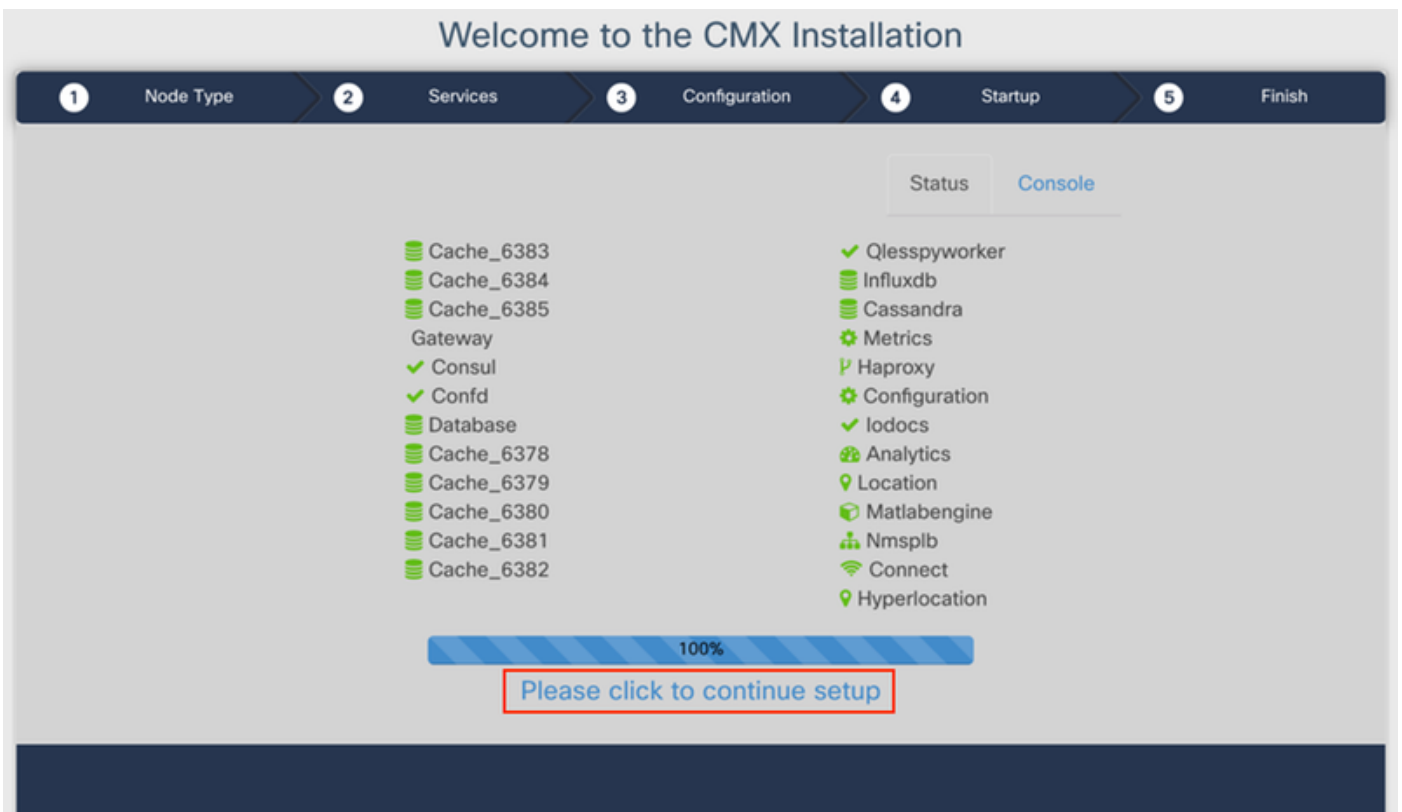 Welcome to the CMX Installation
1 Node Type 2 Services 3 Configuration 4 Startup 5 Finish
Status Console
Cache_6383
Cache_6384
Cache_6385
Gateway
Consul
Confd
Database
Cache_6378
Cache_6379
Cache_6380
Cache_6381
Cache_6382
Qlesspyworker
Influxdb
Cassandra
Metrics
Haproxy
Configuration
Iodocs
Analytics
Location
Matlabengine
Nmsplb
Connect
Hyperlocation
100%
Please click to continue setup